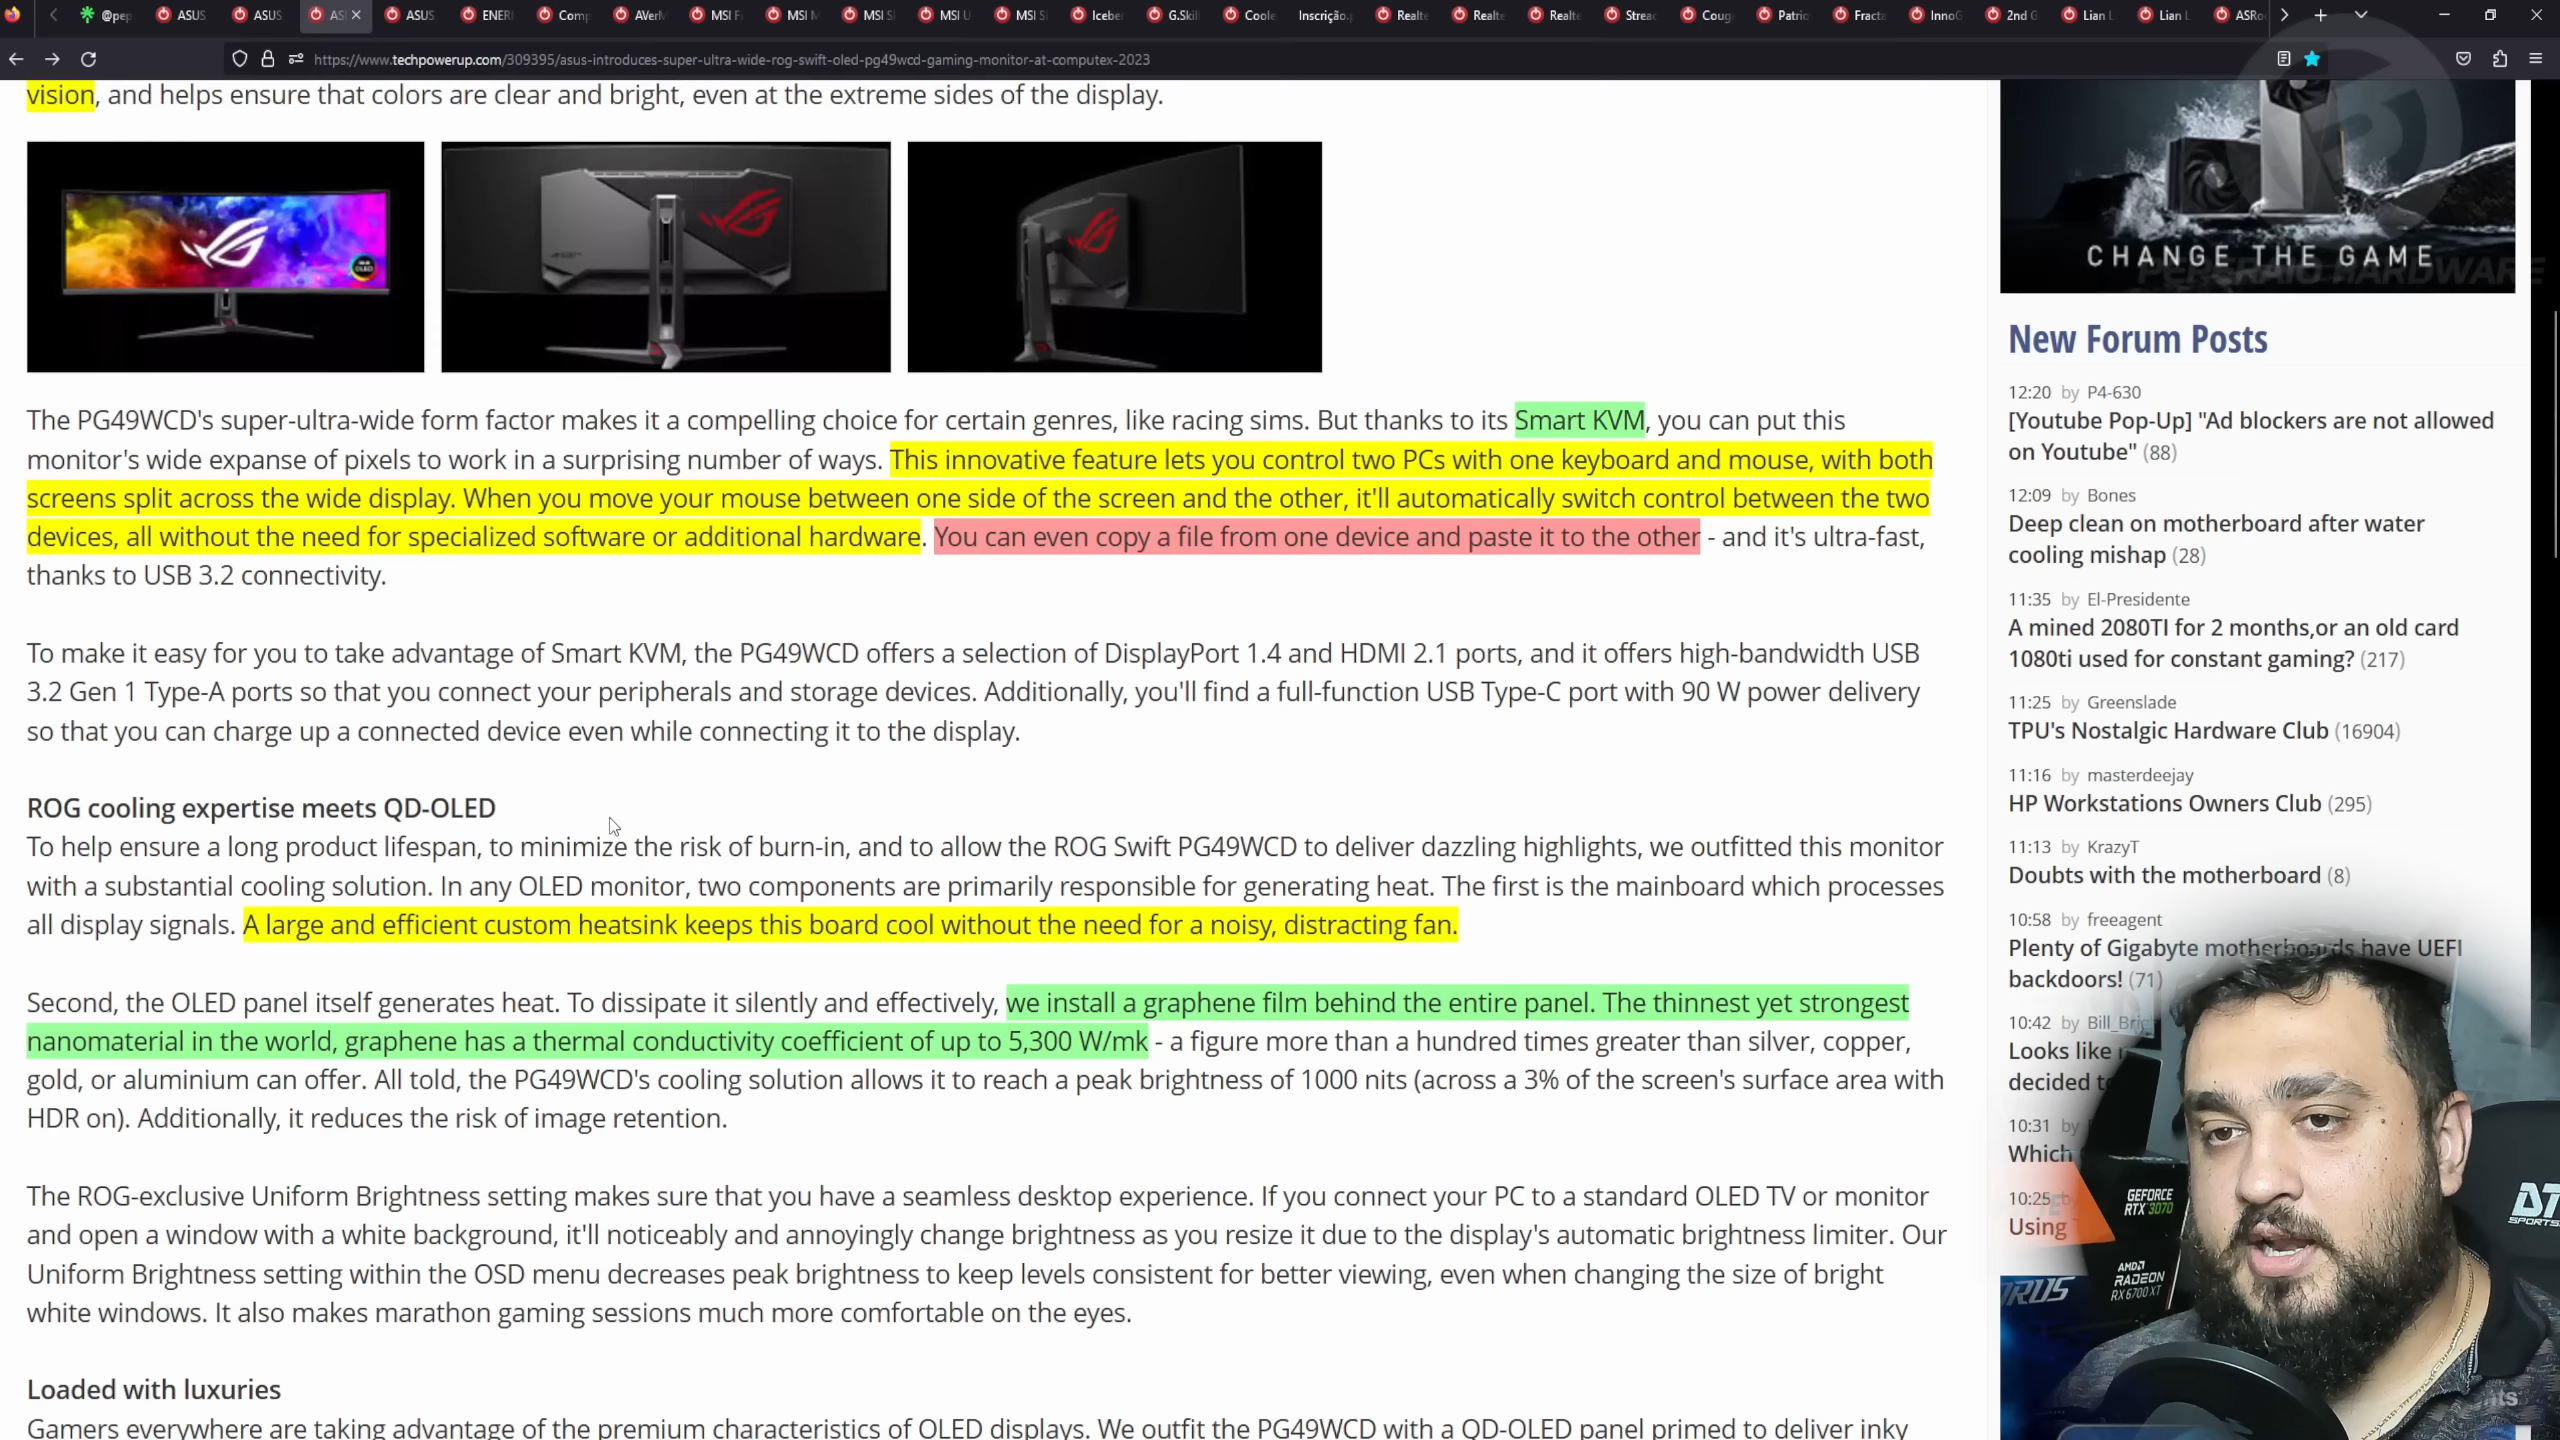 @pep ASUS ASUS AS ASUS ENERI Comp AVerM MSI F MSI M MSI S MSI U MSI S Iceber G.Skil Coole Inscrição, Realte Realte Realte Strea Coug Patrio Fracta InnoG 2nd G Lian L Lian L ASRo
https://www.techpowerup.com/309395/asus-introduces-super-ultra-wide-rog-swift-oled-pg49wcd-gaming-monitor-at-computex-2023
vision, and helps ensure that colors are clear and bright, even at the extreme sides of the display.
The PG49WCD's super-ultra-wide form factor makes it a compelling choice for certain genres, like racing sims. But thanks to its Smart KVM, you can put this
monitor's wide expanse of pixels to work in a surprising number of ways. This innovative feature lets you control two PCs with one keyboard and mouse, with both
screens split across the wide display. When you move your mouse between one side of the screen and the other, it'll automatically switch control between the two
devices, all without the need for specialized software or additional hardware. You can even copy a file from one device and paste it to the other - and it's ultra-fast,
thanks to USB 3.2 connectivity.
To make it easy for you to take advantage of Smart KVM, the PG49WCD offers a selection of DisplayPort 1.4 and HDMI 2.1 ports, and it offers high-bandwidth USB
3.2 Gen 1 Type-A ports so that you connect your peripherals and storage devices. Additionally, you'll find a full-function USB Type-C port with 90 W power delivery
so that you can charge up a connected device even while connecting it to the display.
ROG cooling expertise meets QD-OLED
To help ensure a long product lifespan, to minimize the risk of burn-in, and to allow the ROG Swift PG49WCD to deliver dazzling highlights, we outfitted this monitor
with a substantial cooling solution. In any OLED monitor, two components are primarily responsible for generating heat. The first is the mainboard which processes
all display signals. A large and efficient custom heatsink keeps this board cool without the need for a noisy, distracting fan.
Second, the OLED panel itself generates heat. To dissipate it silently and effectively, we install a graphene film behind the entire panel. The thinnest yet strongest
nanomaterial in the world, graphene has a thermal conductivity coefficient of up to 5,300 W/mk - a figure more than a hundred times greater than silver, copper,
gold, or aluminium can offer. All told, the PG49WCD's cooling solution allows it to reach a peak brightness of 1000 nits (across a 3% of the screen's surface area with
HDR on). Additionally, it reduces the risk of image retention.
The ROG-exclusive Uniform Brightness setting makes sure that you have a seamless desktop experience. If you connect your PC to a standard OLED TV or monitor
and open a window with a white background, it'll noticeably and annoyingly change brightness as you resize it due to the display's automatic brightness limiter. Our
Uniform Brightness setting within the OSD menu decreases peak brightness to keep levels consistent for better viewing, even when changing the size of bright
white windows. It also makes marathon gaming sessions much more comfortable on the eyes.
Loaded with luxuries
Gamers everywhere are taking advantage of the premium characteristics of OLED displays. We outfit the PG49WCD with a QD-OLED panel primed to deliver inky
CHANGE THE GAME
HARDWARE
New Forum Posts
12:20 by P4-630
[Youtube Pop-Up] "Ad blockers are not allowed
on Youtube" (88)
12:09 by Bones
Deep clean on motherboard after water
cooling mishap (28)
11:35 by El-Presidente
A mined 2080TI for 2 months,or an old card
1080ti used for constant gaming? (217)
11:25 by Greenslade
TPU's Nostalgic Hardware Club (16904)
11:16 by masterdeejay
HP Workstations Owners Club (295)
11:13 by KrazyT
Doubts with the motherboard (8)
10:58 by freeagent
Plenty of Gigabyte motherboards have UEFI
backdoors! (71)
10:42 by Bill_Bri
Looks like
decided t
10:31 by
Which
10:25 by
Using
GEFORCE
RTX 3070
AMD
RADEON
RX 6700 XT
ORUS
DT
SPORTS